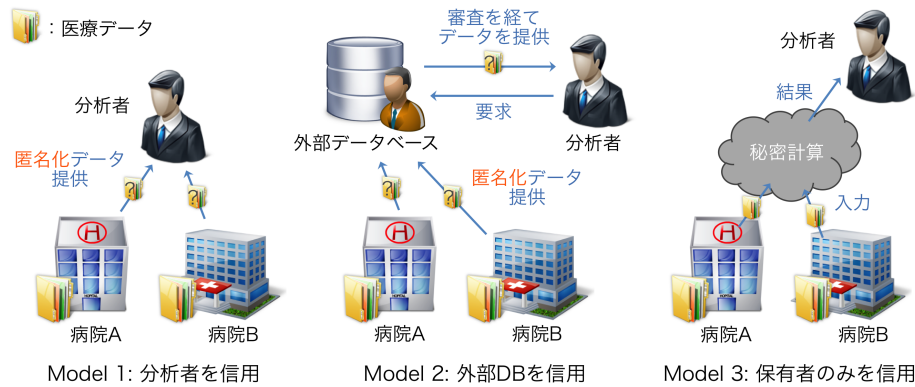 ：医療データ
分析者
匿名化データ
提供
HOPITAL
病院A
病院B
Model 1: 分析者を信用
審査を経て
データを提供
要求
外部データベース
分析者
匿名化データ
提供
HOPITAL
病院A
病院B
Model 2: 外部DBを信用
分析者
結果
秘密計算
入力
HOPITAL
病院A
病院B
Model 3: 保有者のみを信用